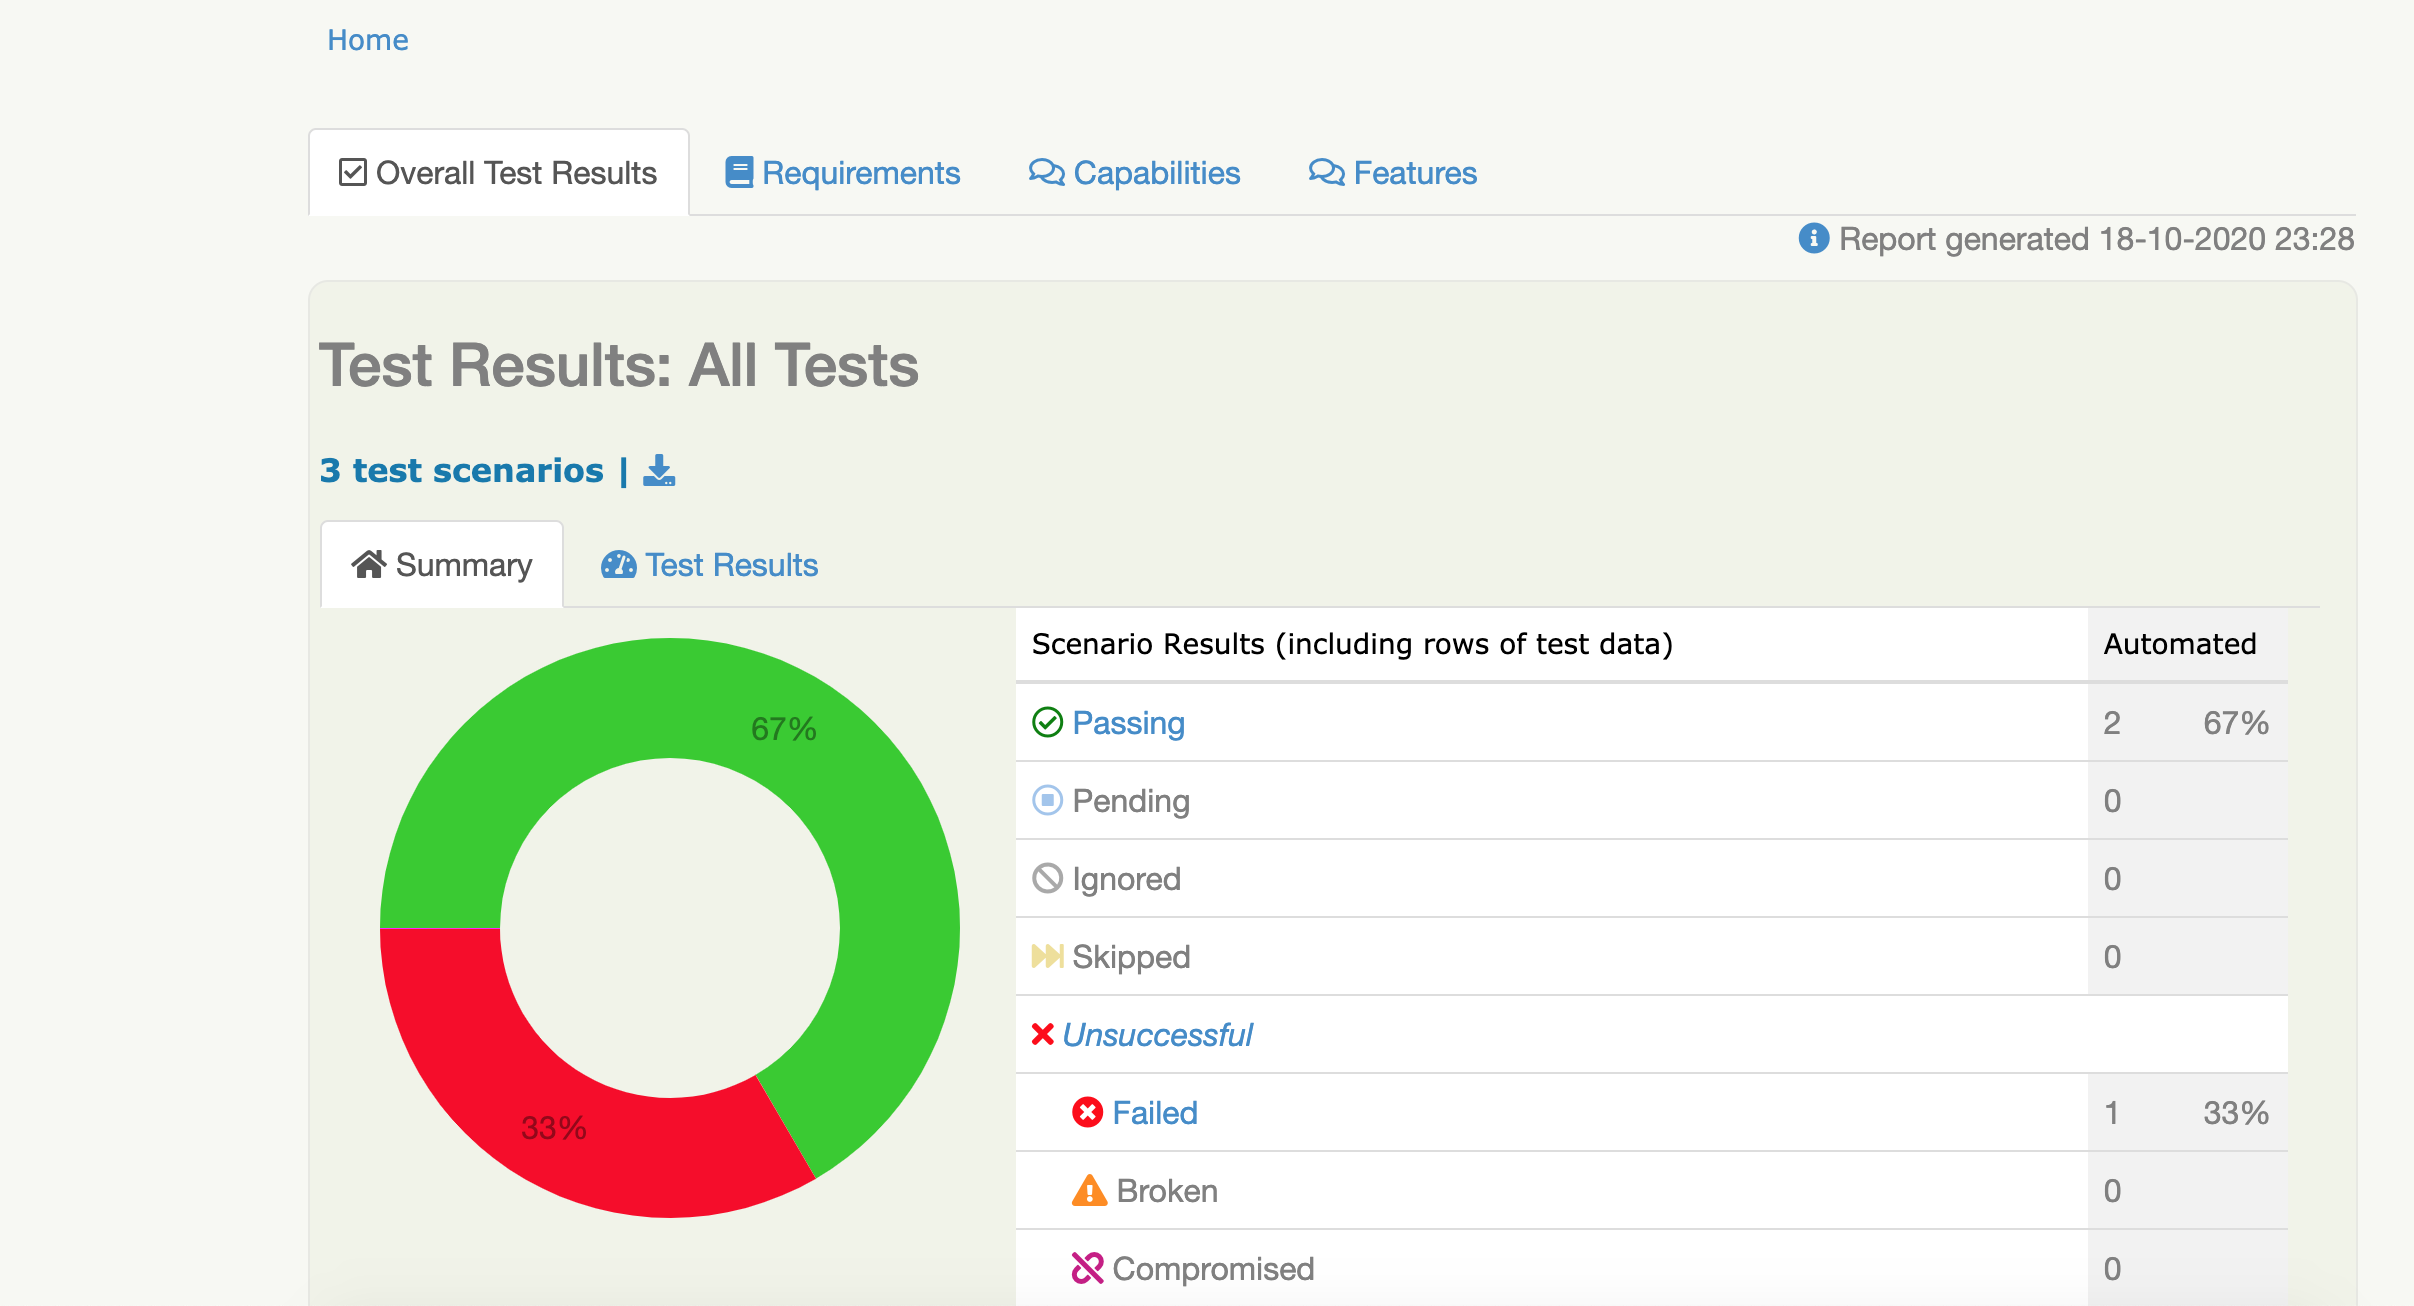 Home
Overall Test Results Requirements Capabilities Features
Report generated 18-10-2020 23:28
Test Results: All Tests
3 test scenarios |
Summary Test Results
67%
33%
Scenario Results (including rows of test data) Automated
Passing 2 67%
Pending 0
Ignored 0
Skipped 0
Unsuccessful
Failed 1 33%
Broken 0
Compromised 0